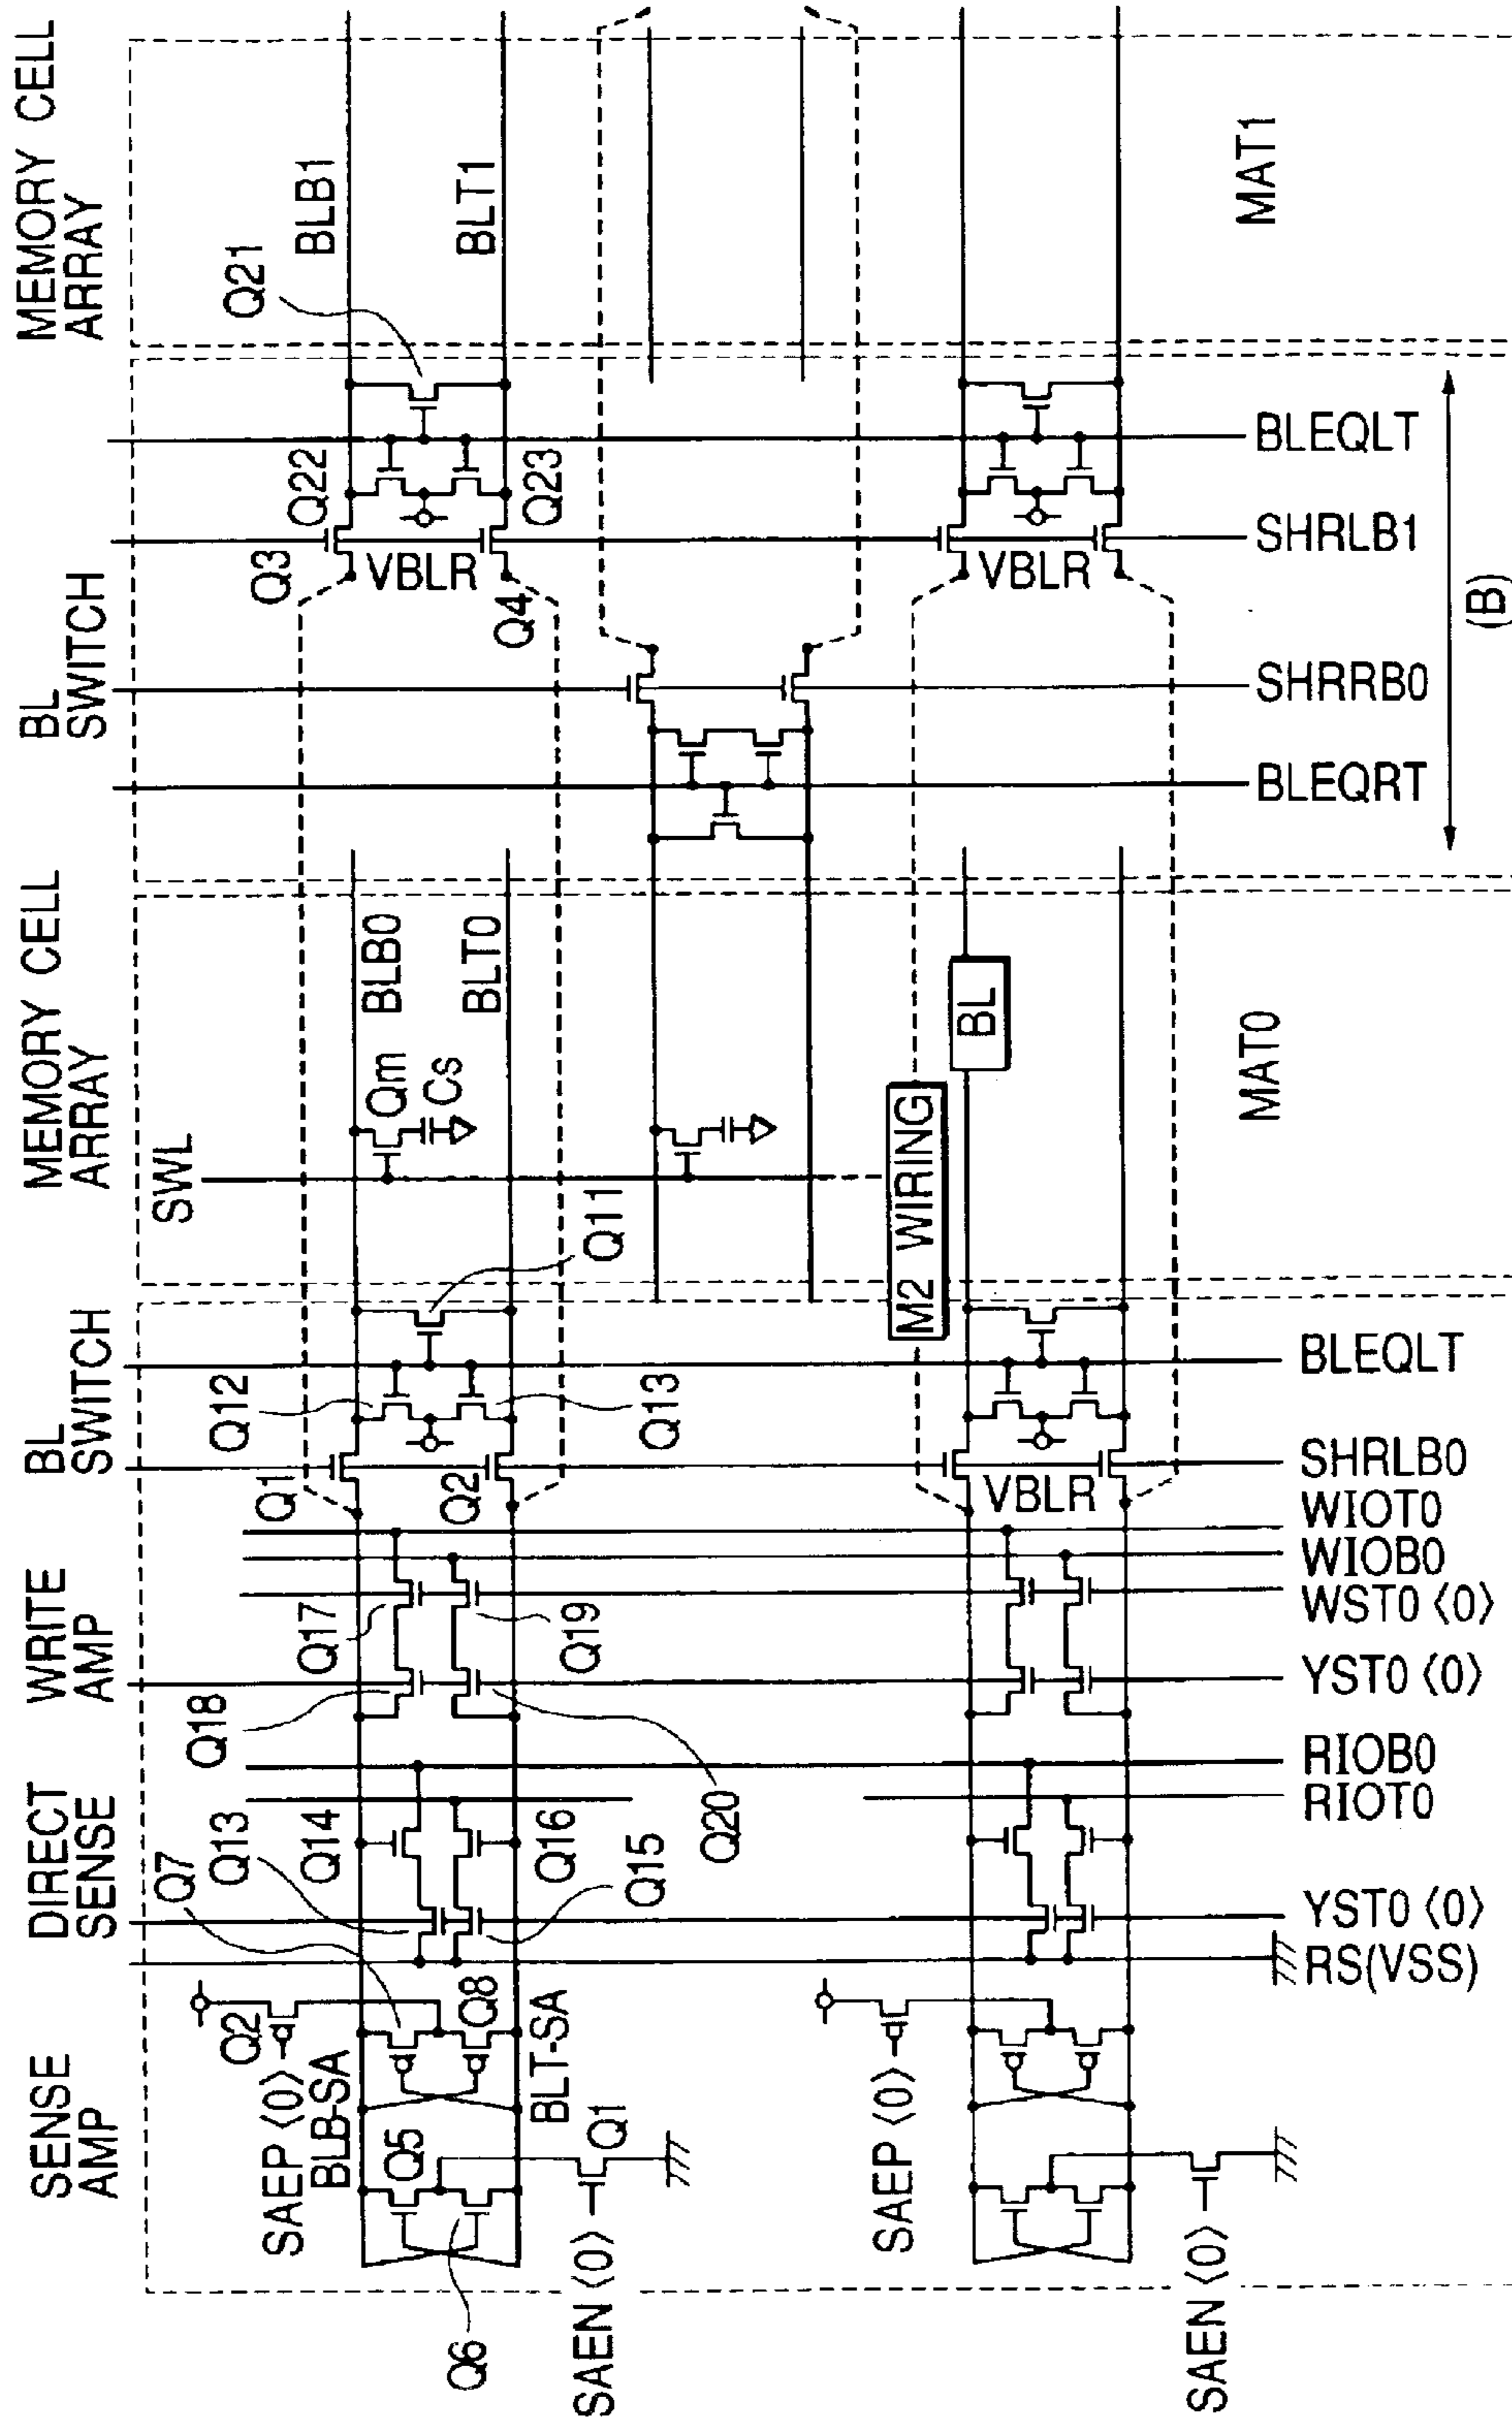 SENSE
AMP
DIRECT
SENSE
WRITE
AMP
BL
SWITCH
MEMORY CELL
ARRAY
BL
SWITCH
MEMORY CELL
ARRAY
SAEP ⟨0⟩
BLB-SA
Q2
Q7
Q13
Q14
Q18
Q17
Q1
Q12
SWL
Q3
Q22
Q21
Q5
Q8
Q6
Q2
Qm
Cs
BLB0
BLT0
VBLR
BLB1
BLT1
BLT-SA
Q15
Q16
Q20
Q19
Q13
Q11
Q4
Q23
SAEN ⟨0⟩
Q1
SAEP ⟨0⟩
M2 WIRING
BL
VBLR
VBLR
SAEN ⟨0⟩
RS(VSS)
YST0 ⟨0⟩
RIOT0
RIOB0
YST0 ⟨0⟩
WST0 ⟨0⟩
WIOB0
WIOT0
SHRLB0
BLEQLT
MAT0
BLEQRT
SHRRB0
SHRLB1
BLEQLT
MAT1
(B)